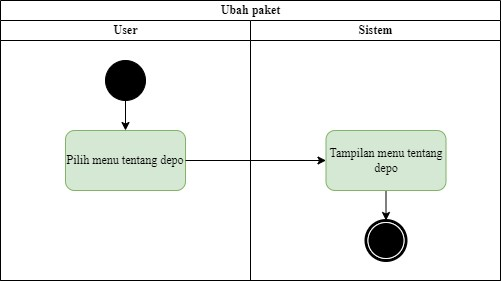 Ubah paket
User
Sistem
Pilih menu tentang depo
Tampilan menu tentang
depo